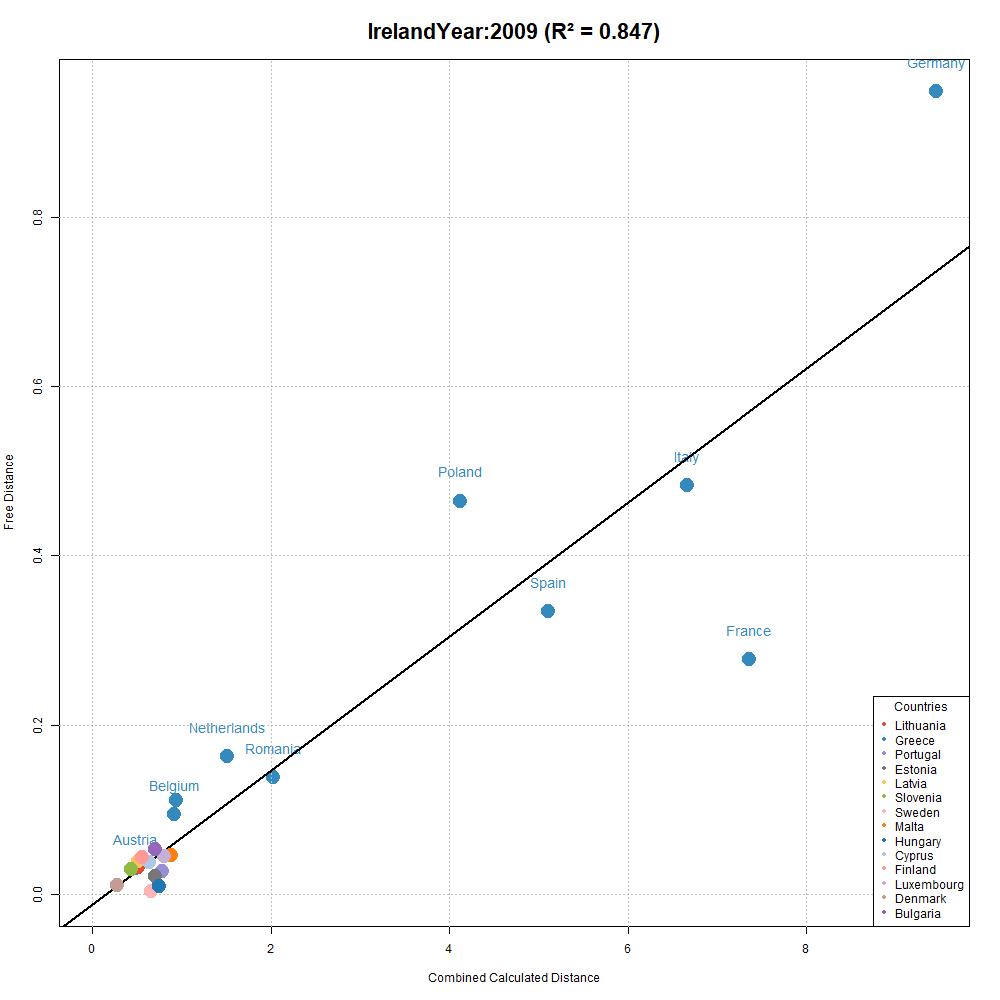 IrelandYear:2009 (R² = 0.847)
Germany
0.8
0.6
Italy
Poland
Free Distance
0.4
Spain
France
Countries
Lithuania
Greece
Portugal
Estonia
Latvia
Slovenia
Sweden
Malta
Hungary
Cyprus
Finland
Luxembourg
Denmark
Bulgaria
0.2
Netherlands
Romania
Belgium
Austria
0.0
0 2 4 6 8
Combined Calculated Distance